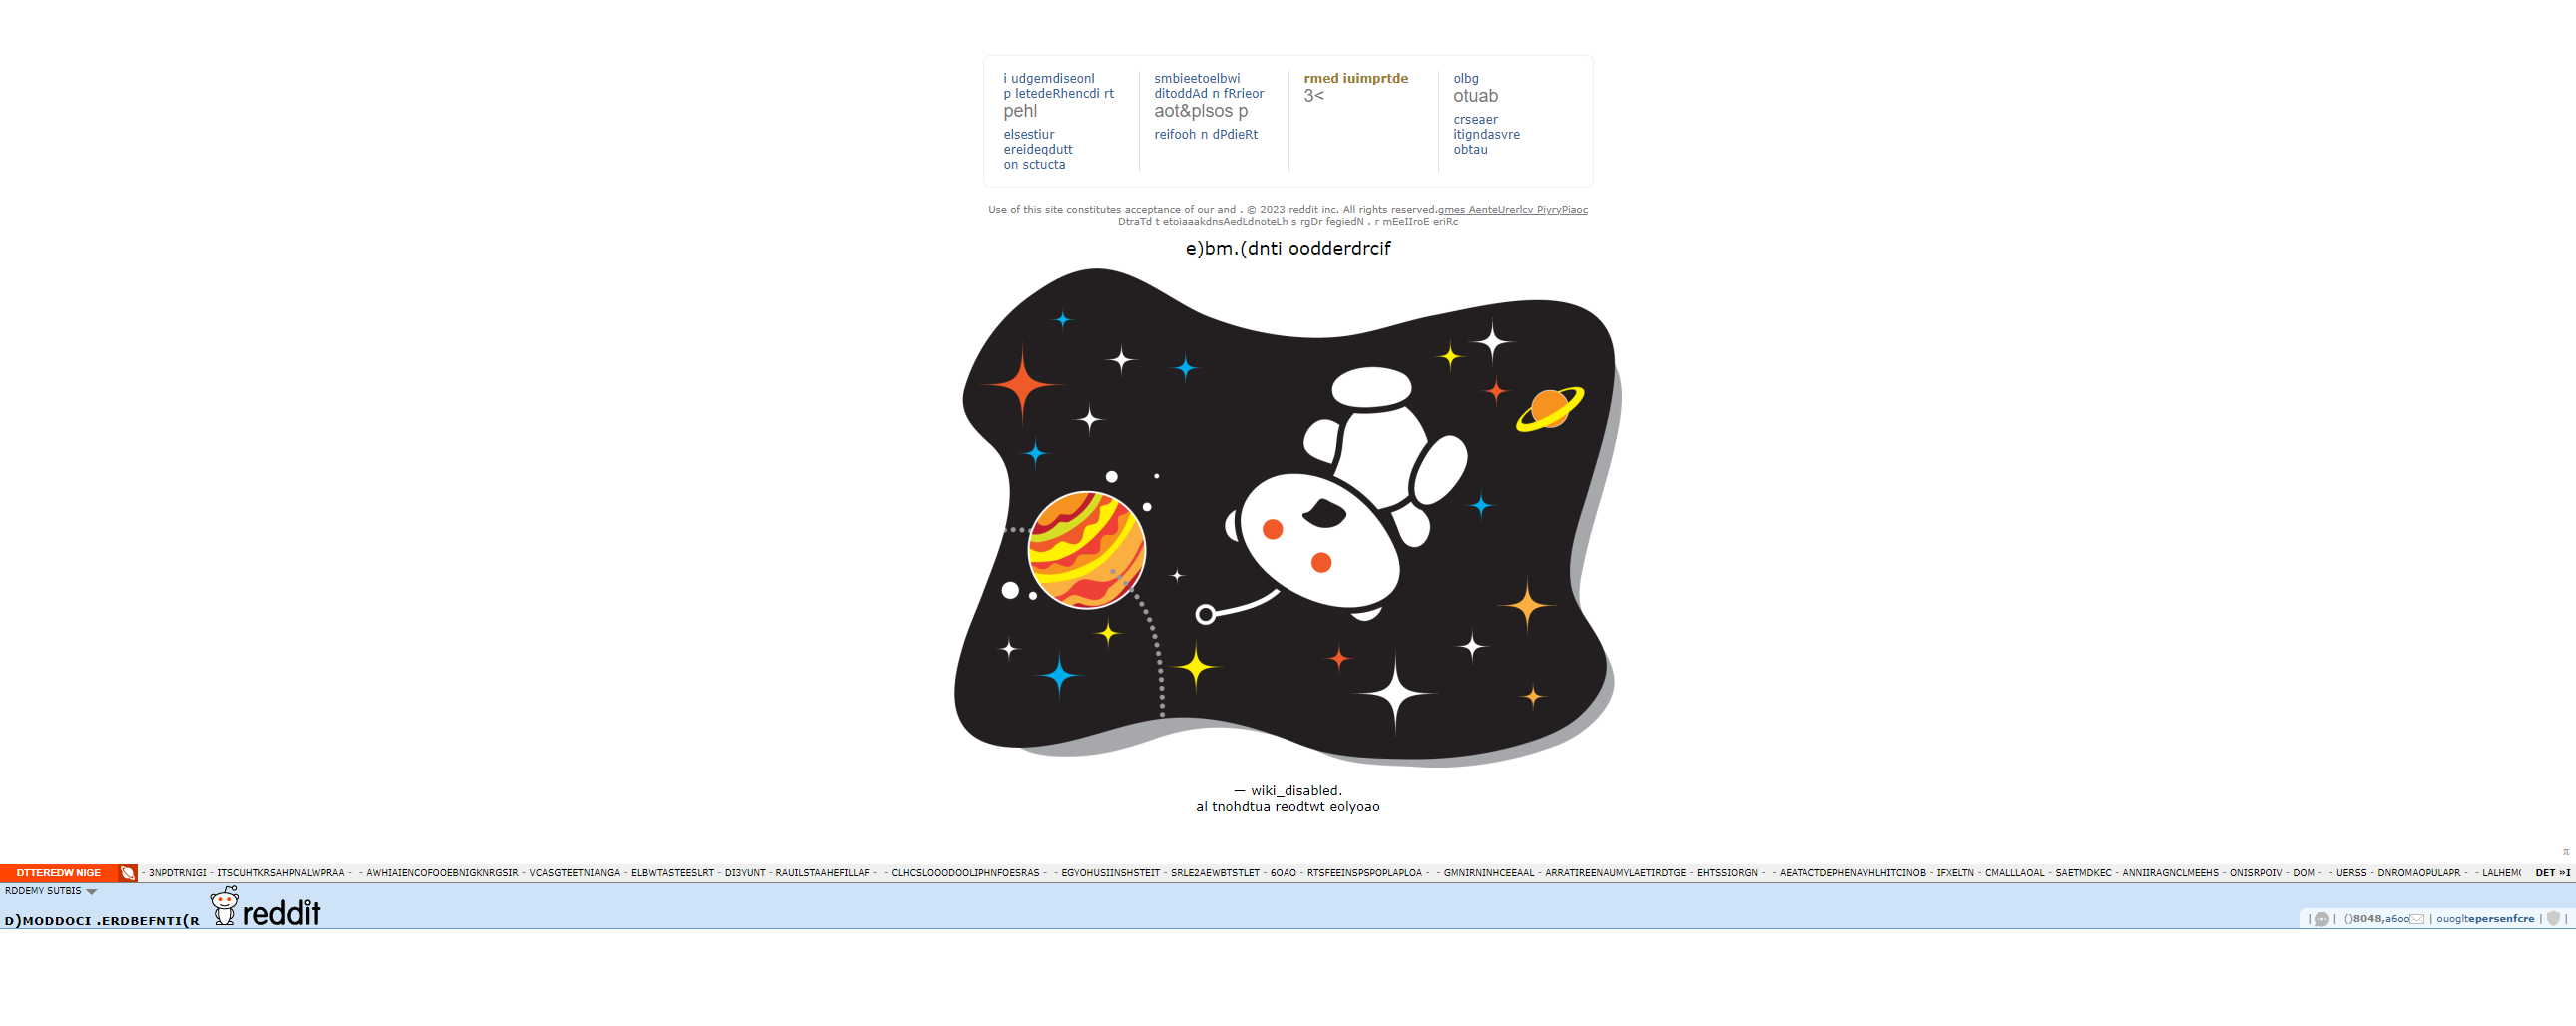 i udgemdiseonl
p letedeRhencdi rt
pehl
elsestiur
ereideqdutt
on sctucta
smbieetoelbwi
ditoddAd n fRrieor
aot&plsos p
reifooh n dPdieRt
rmed iuimprtde
3<
olbg
otuab
crseaer
itigndasvre
obtau
Use of this site constitutes acceptance of our and . © 2023 reddit inc. All rights reserved.gmes AenteUrerlcv PiyryPiaoc
DtraTd t etoiaaakdnsAedLdnoteLh s rgDr fegiedN . r mEeIIroE eriRc
e)bm.(dnti oodderdrcif
— wiki_disabled.
al tnohdtua reodtwt eolyoao
π
DTTEREDW NIGE - 3NPDTRNIGI - ITSCUHTKRSAHPNALWPRAA - - AWHIAIENCOFOOEBNIGKNRGSIR - VCASGTEETNIANGA - ELBWTASTEESLRT - DI3YUNT - RAUILSTAAHEFILLAF - - CLHCSLOOODOOLIPHNFOESRAS - - EGYOHUSIINSHSTEIT - SRLE2AEWBTSTLET - 6OAO - RTSFEEINSPSPOPLAPLOA - - GMNIRNINHCEEAAL - ARRATIREENAUMYLAETIRDTGE - EHTSSIORGN - - AEATACTDEPHENAYHLHITCINOB - IFXELTN - CMALLLAOAL - SAETMDKEC - ANNIIRAGNCLMEEHS - ONISRPOIV - DOM - - UERSS - DNROMAOPULAPR - - LALHEM( DET »I
RDDEMY SUTBIS
D)MODDOCI .ERDBEFNTI(R reddit | | ()8048,a6oo | ouogltepersenfcre | |